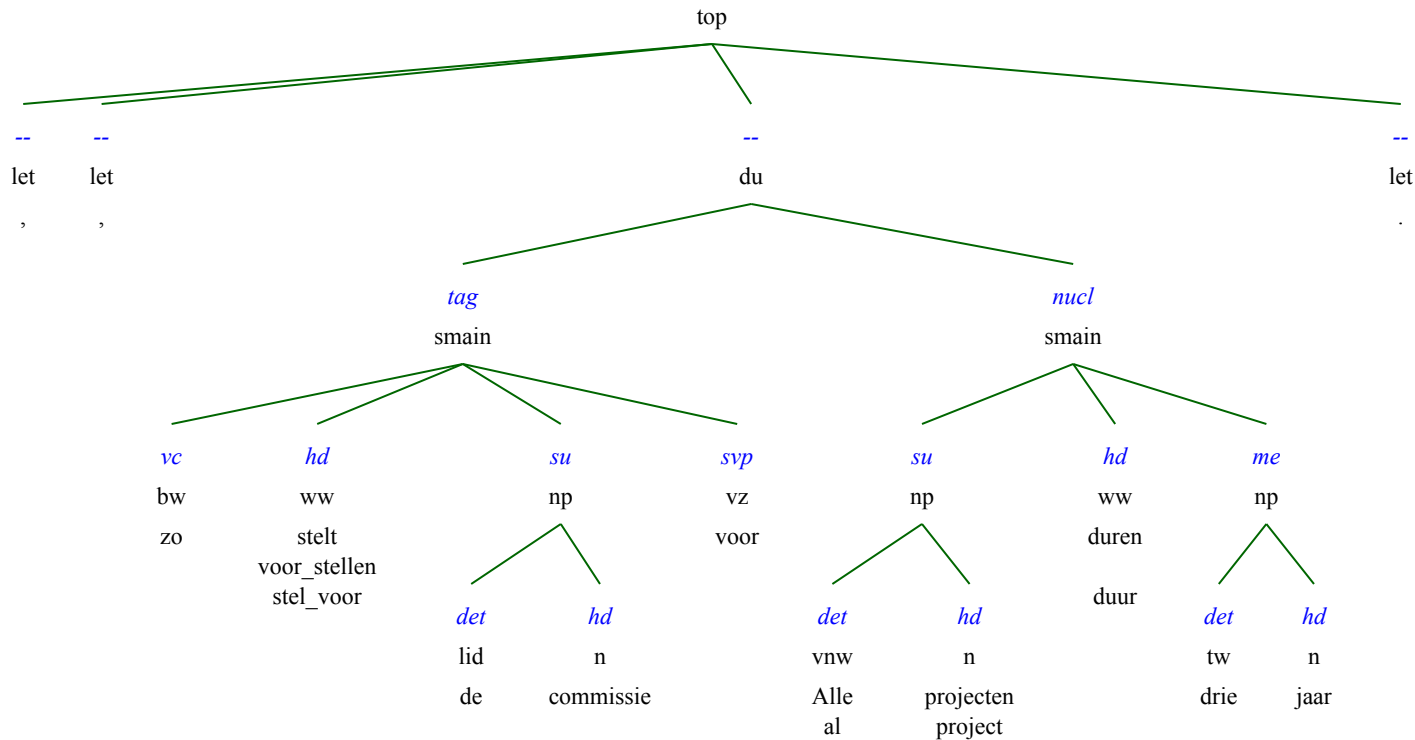 top
-- -- -- --
let let du let
, , .
tag nucl
smain smain
vc hd su svp su hd me
bw ww np vz np ww np
zo stelt voor duren
voor_stellen
stel_voor duur
det hd det hd det hd
lid n vnw n tw n
de commissie Alle projecten drie jaar
al project